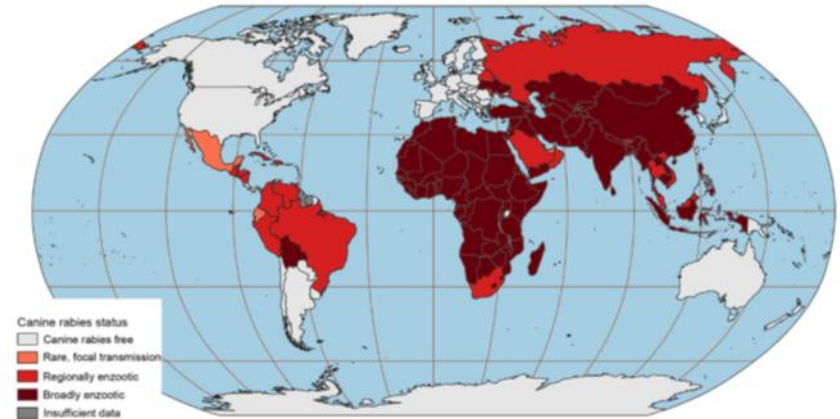 Canine rabies status
Canine rabies free
Rare, focal transmission
Regionally enzootic
Broadly enzootic
Insufficient data